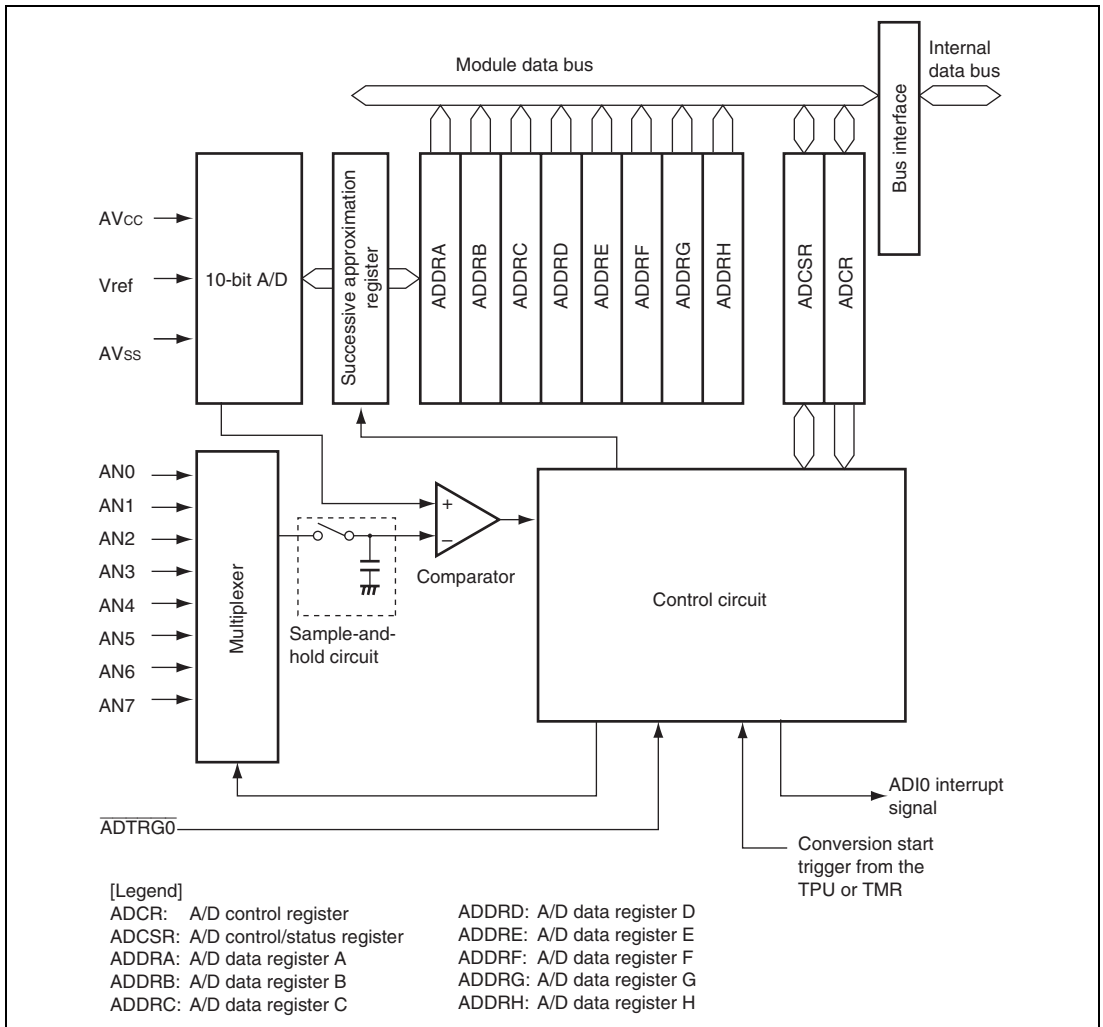 Module data bus
Internal
data bus
Bus interface
AVCC
Vref
AVSS
10-bit A/D
Successive approximation
register
ADDRA
ADDRB
ADDRC
ADDRD
ADDRE
ADDRF
ADDRG
ADDRH
ADCSR
ADCR
AN0
AN1
AN2
AN3
AN4
AN5
AN6
AN7
Multiplexer
+
−
Comparator
Sample-and-
hold circuit
Control circuit
ADI0 interrupt
signal
ADTRG0
Conversion start
trigger from the
TPU or TMR
[Legend]
ADCR: A/D control register
ADCSR: A/D control/status register
ADDRA: A/D data register A
ADDRB: A/D data register B
ADDRC: A/D data register C
ADDRD: A/D data register D
ADDRE: A/D data register E
ADDRF: A/D data register F
ADDRG: A/D data register G
ADDRH: A/D data register H